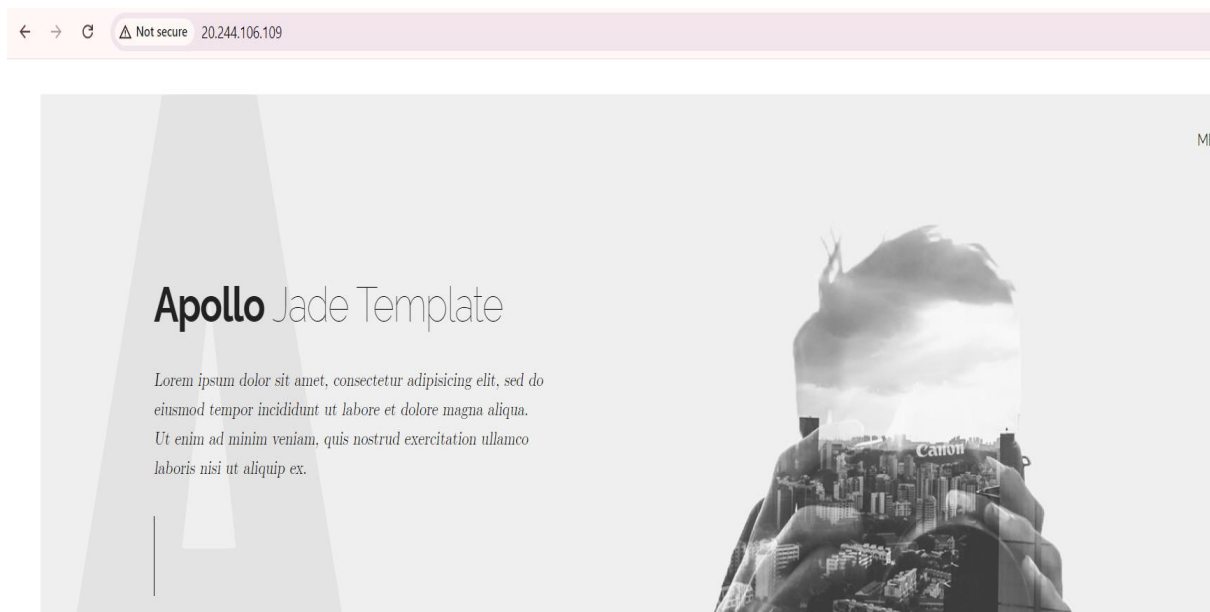 Not secure 20.244.106.109
Apollo Jade Template
Lorem ipsum dolor sit amet, consectetur adipisicing elit, sed do
eiusmod tempor incididunt ut labore et dolore magna aliqua.
Ut enim ad minim veniam, quis nostrud exercitation ullamco
laboris nisi ut aliquip ex.
Canon